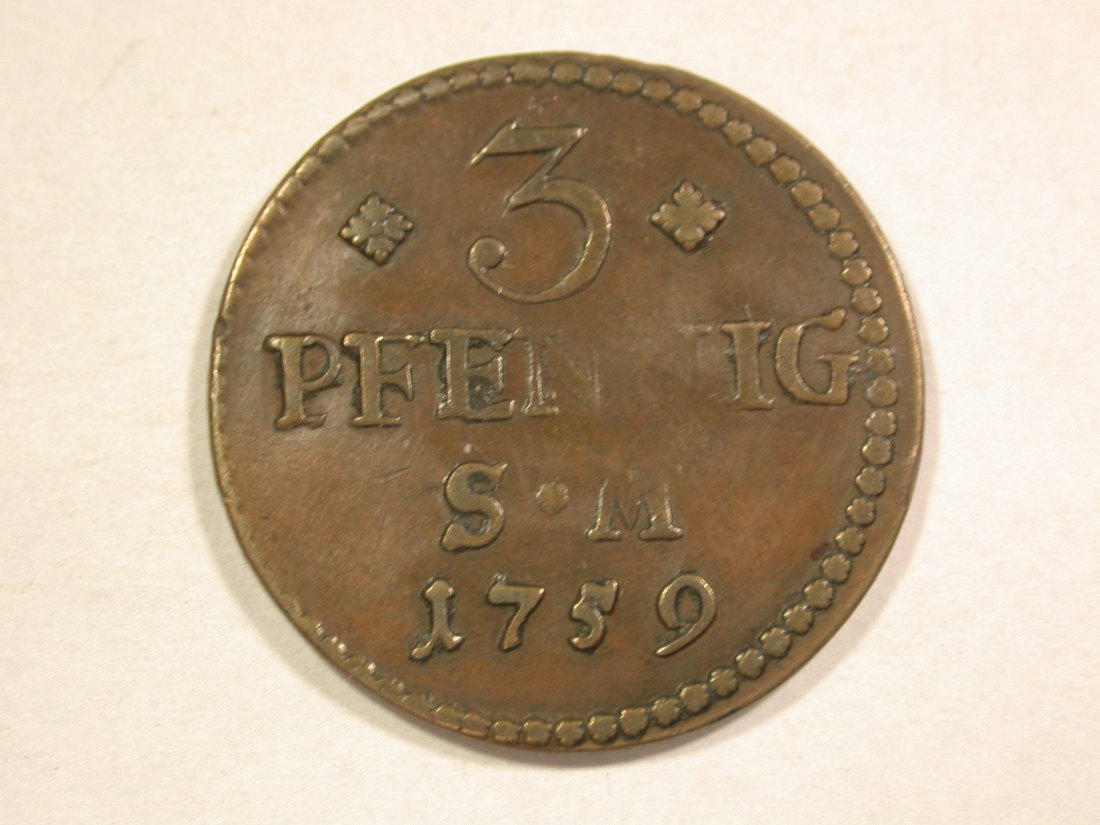 3
PFENNIG
S · M
1759